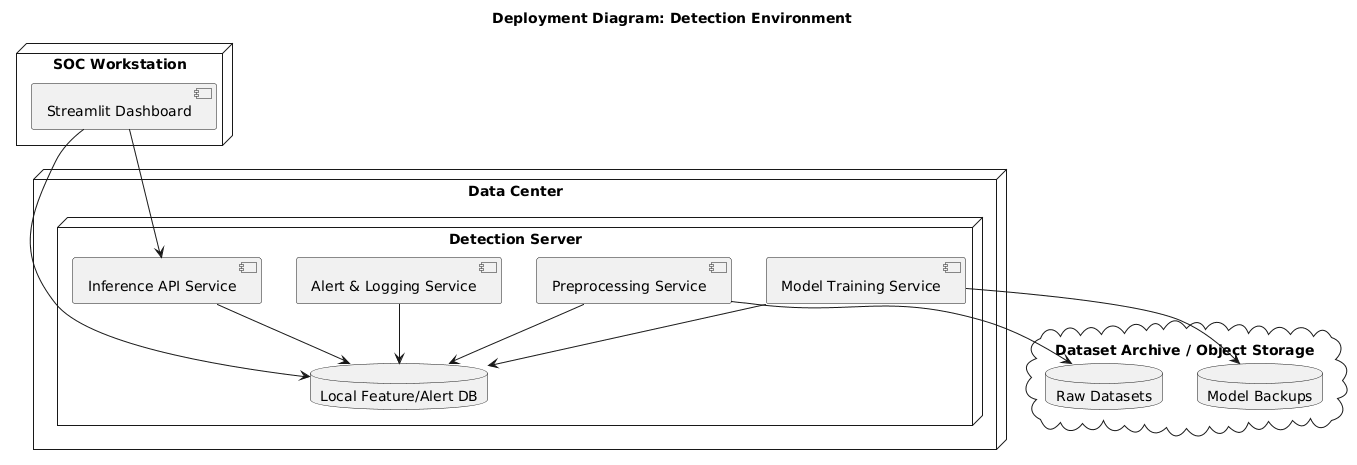 Deployment Diagram: Detection Environment
SOC Workstation
Streamlit Dashboard
Data Center
Detection Server
Inference API Service
Alert & Logging Service
Preprocessing Service
Model Training Service
Local Feature/Alert DB
Dataset Archive / Object Storage
Raw Datasets
Model Backups